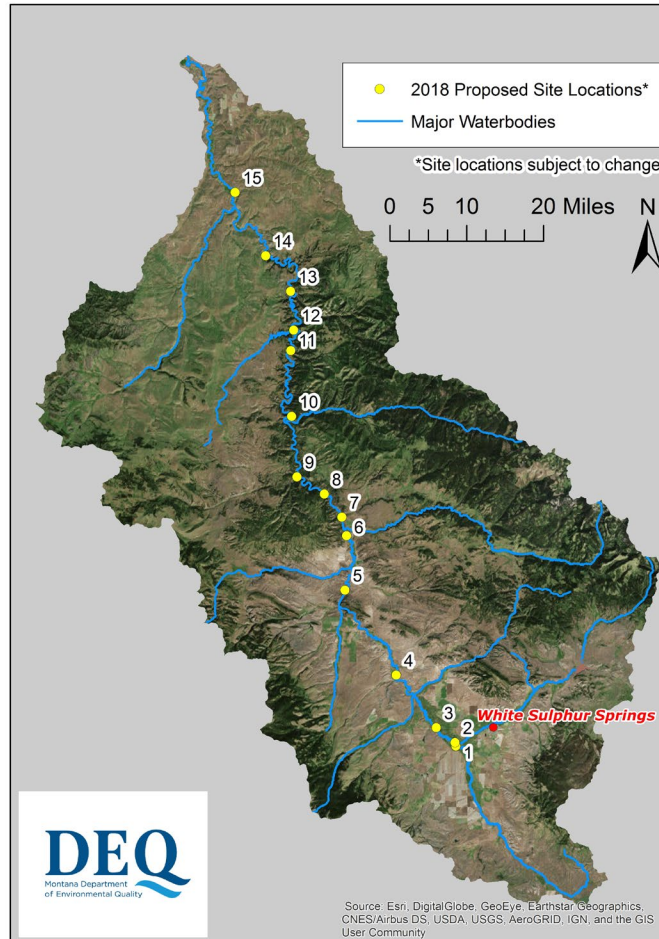 2018 Proposed Site Locations*
Major Waterbodies
*Site locations subject to change
0 5 10 20 Miles
N
15
14
13
12
11
10
9
8
7
6
5
4
3
2
1
White Sulphur Springs
DEQ
Montana Department
of Environmental Quality
Source: Esri, DigitalGlobe, GeoEye, Earthstar Geographics,
CNES/Airbus DS, USDA, USGS, AeroGRID, IGN, and the GIS
User Community